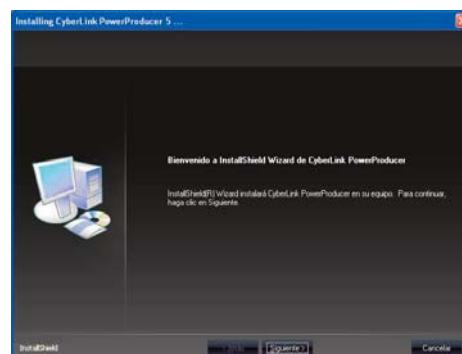 Installing CyberLink PowerProducer 5 ...
Bienvenido a InstallShield Wizard de CyberLink PowerProducer
InstallShield(R) Wizard instalará CyberLink PowerProducer en su equipo. Para continuar,
haga clic en Siguiente.
InstallShield
Siguiente >
Cancelar